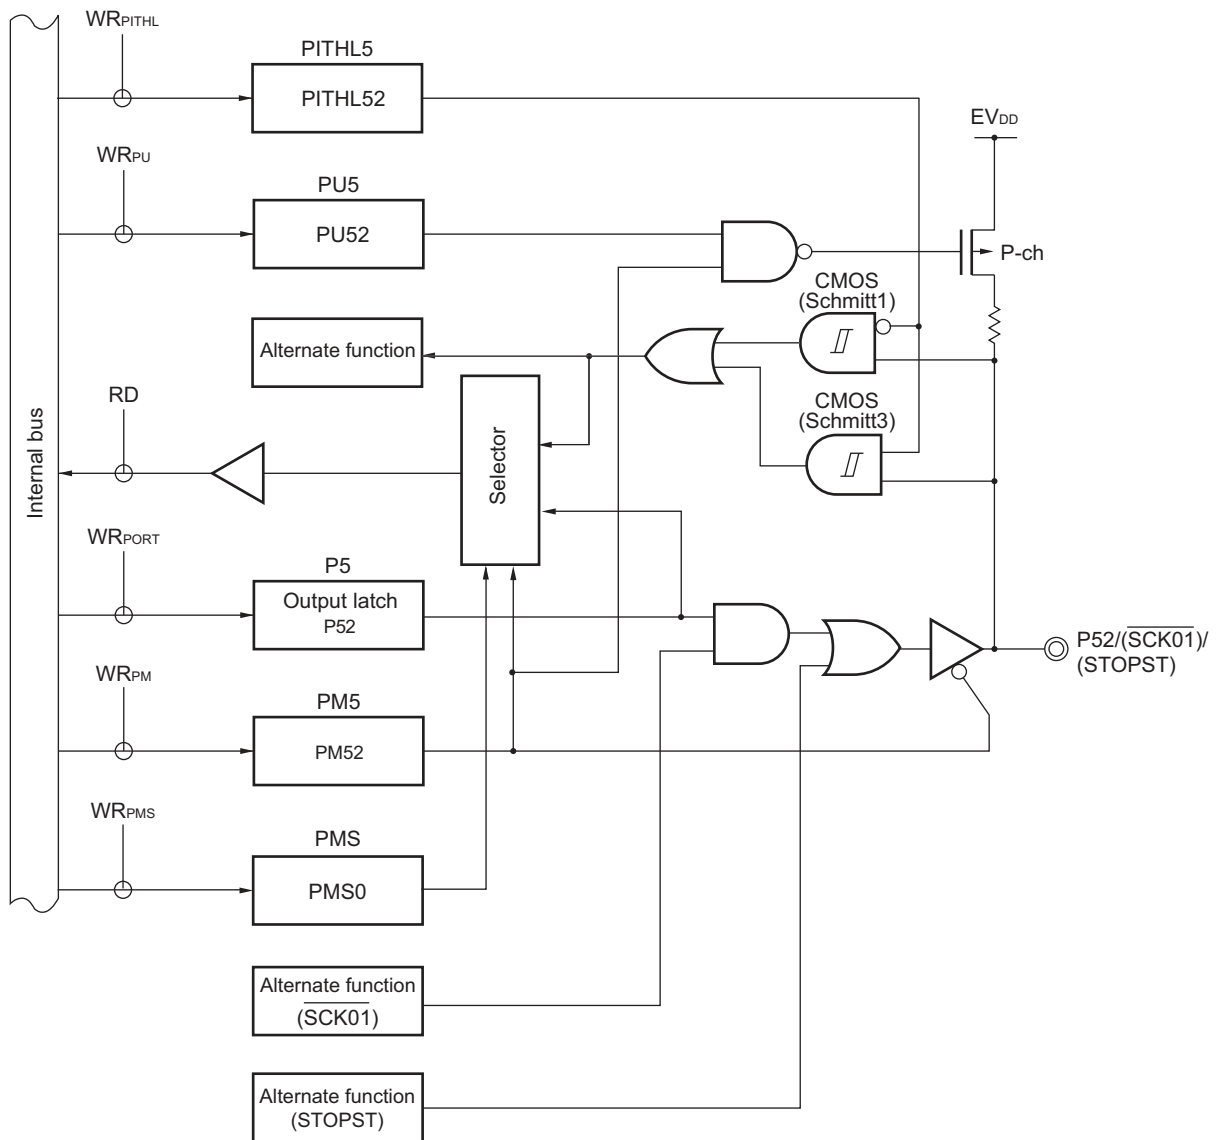 WRPITHL
PITHL5
PITHL52
EVDD
WRPU
PU5
PU52
P-ch
CMOS
(Schmitt1)
Alternate function
RD
CMOS
(Schmitt3)
Internal bus
Selector
WRPORT
P5
Output latch
P52
P52/(SCK01)/
(STOPST)
WRPM
PM5
PM52
WRPMS
PMS
PMS0
Alternate function
(SCK01)
Alternate function
(STOPST)